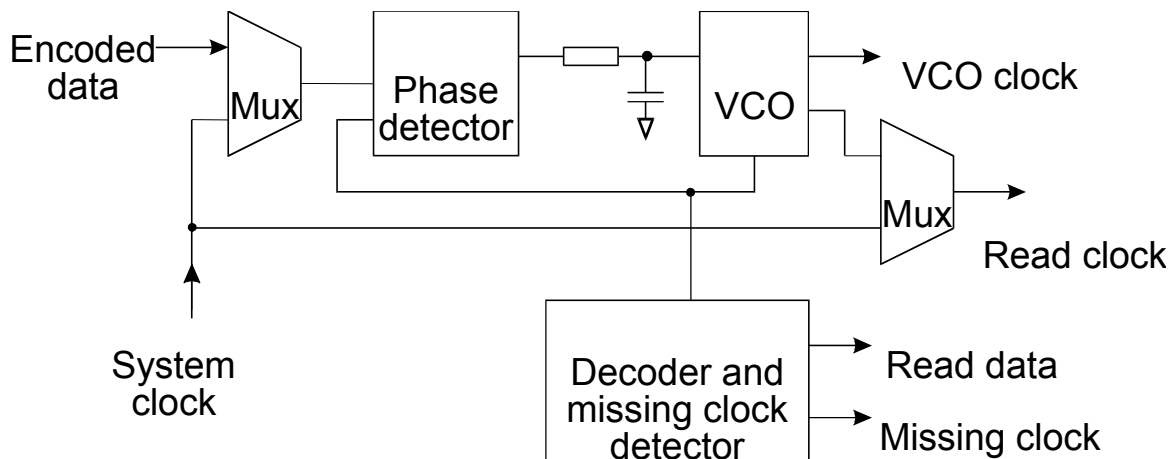 Encoded
data
Mux
Phase
detector
VCO
VCO clock
Mux
Read clock
System
clock
Decoder and
missing clock
detector
Read data
Missing clock